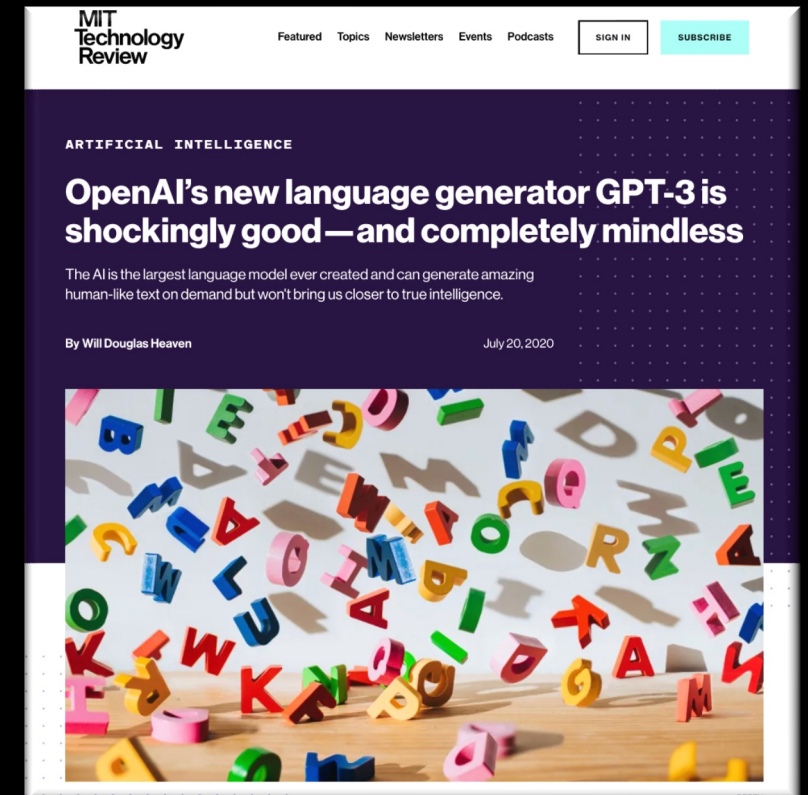 MIT
Technology
Review
Featured Topics Newsletters Events Podcasts SIGN IN SUBSCRIBE
ARTIFICIAL INTELLIGENCE
OpenAI’s new language generator GPT-3 is
shockingly good—and completely mindless
The AI is the largest language model ever created and can generate amazing
human-like text on demand but won't bring us closer to true intelligence.
By Will Douglas Heaven July 20, 2020